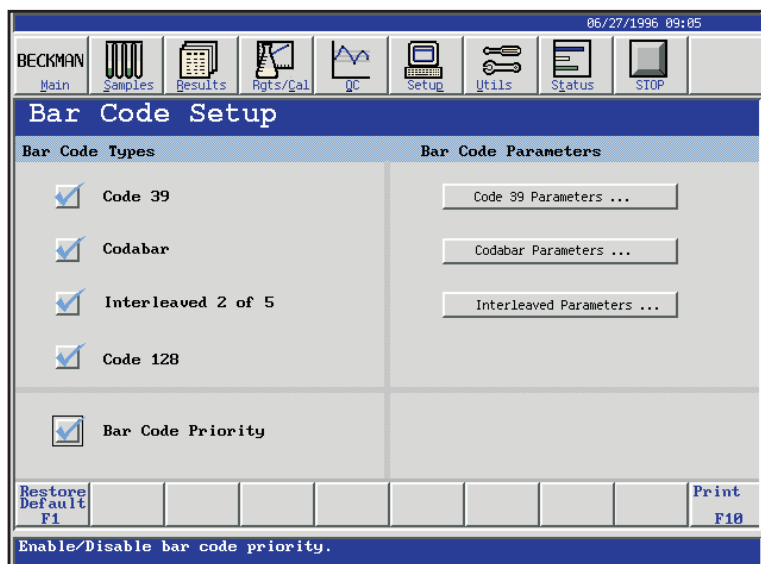 06/27/1996 09:05
BECKMAN
Main Samples Results Rgts/Cal QC Setup Utils Status STOP
Bar Code Setup
Bar Code Types Bar Code Parameters
Code 39 Code 39 Parameters ...
Codabar Codabar Parameters ...
Interleaved 2 of 5 Interleaved Parameters ...
Code 128
Bar Code Priority
Restore Print
Default
F1 F10
Enable/Disable bar code priority.